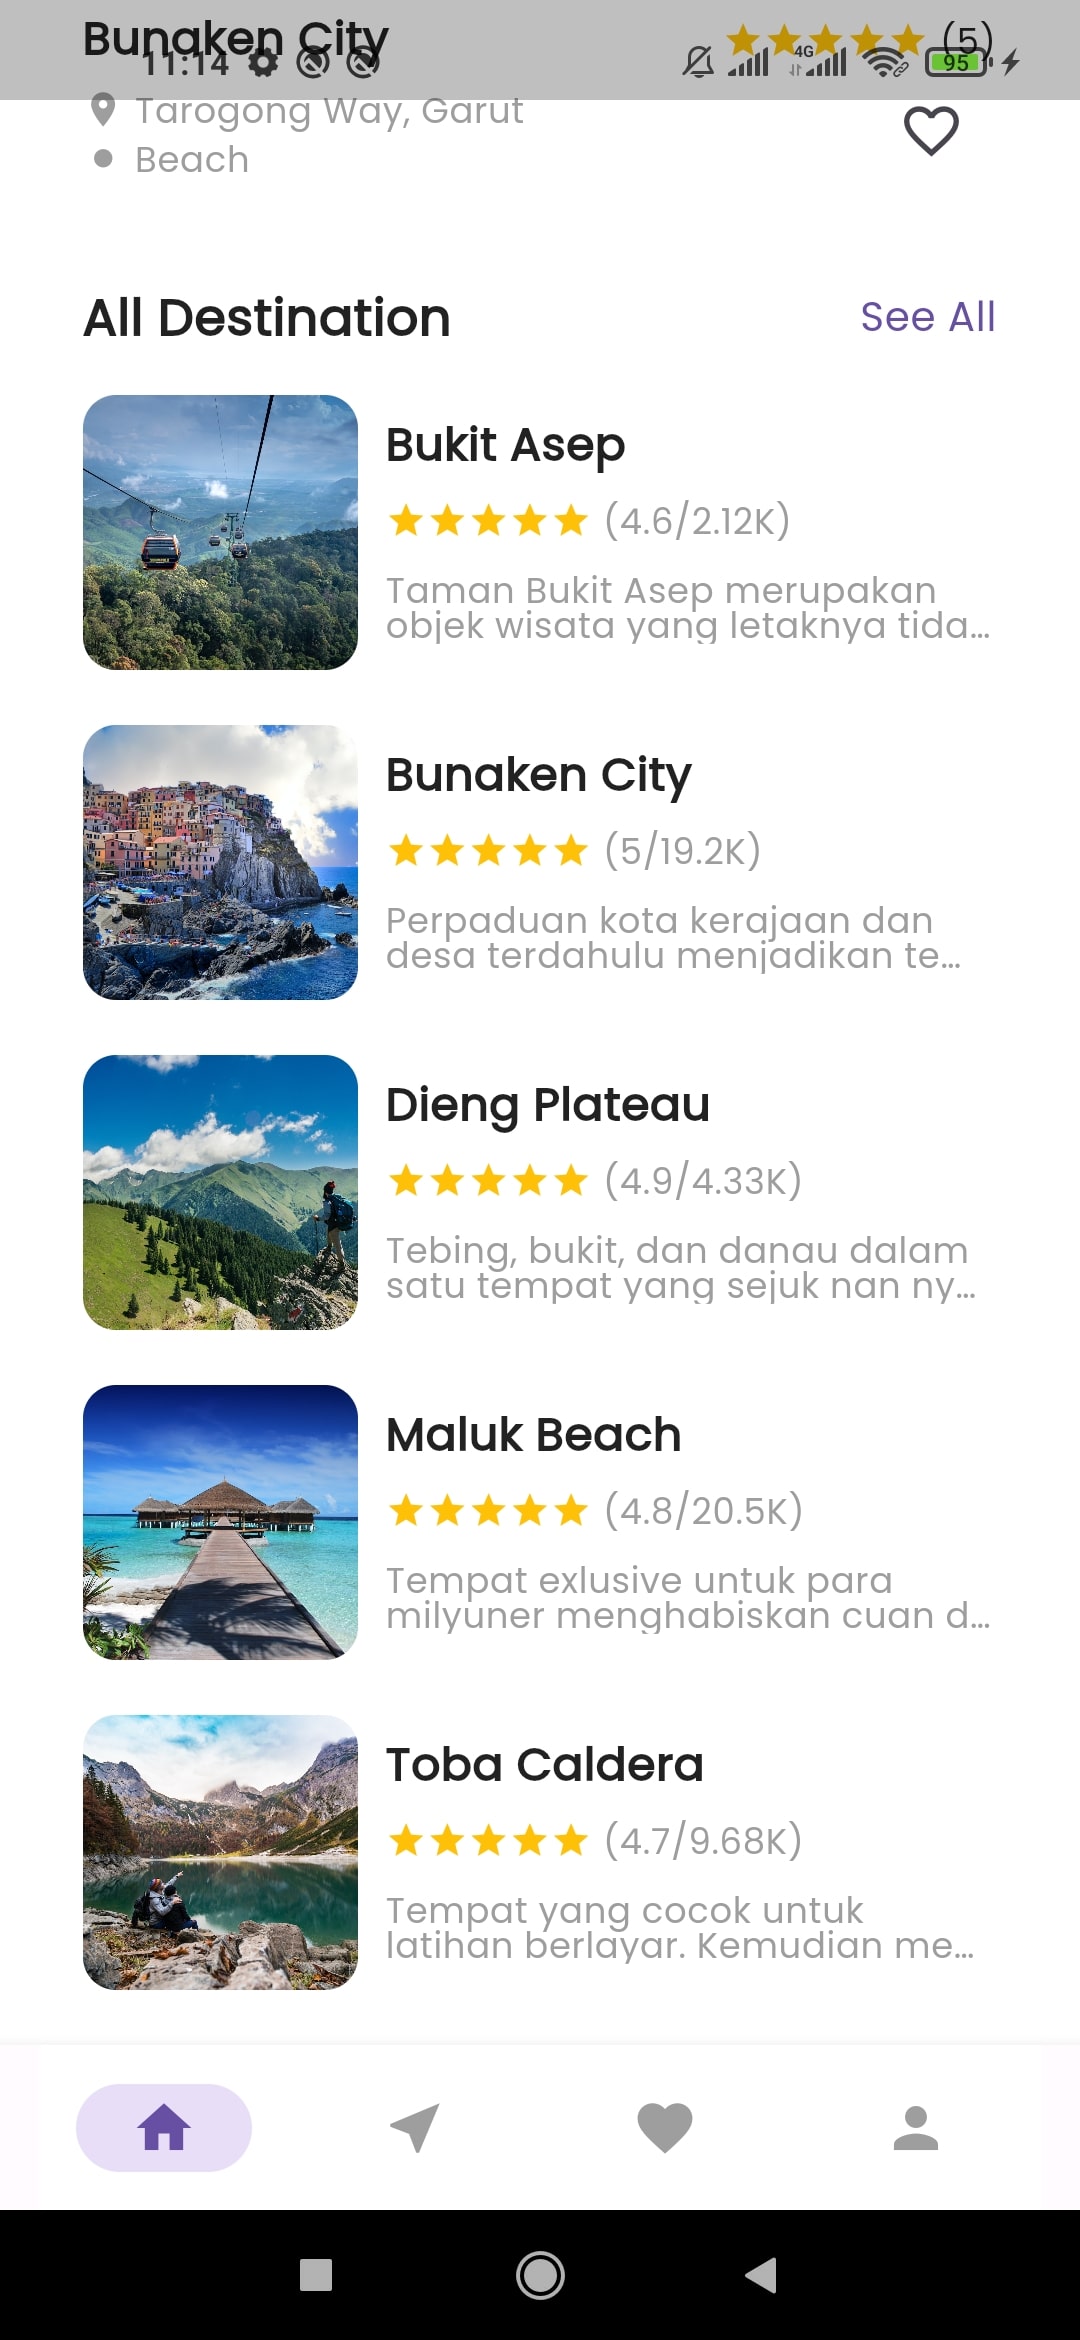 Bunaken City
(5)
11:14
4G
95
Tarogong Way, Garut
Beach
All Destination
See All
Bukit Asep
(4.6/2.12K)
Taman Bukit Asep merupakan
objek wisata yang letaknya tida...
Bunaken City
(5/19.2K)
Perpaduan kota kerajaan dan
desa terdahulu menjadikan te...
Dieng Plateau
(4.9/4.33K)
Tebing, bukit, dan danau dalam
satu tempat yang sejuk nan ny...
Maluk Beach
(4.8/20.5K)
Tempat exlusive untuk para
milyuner menghabiskan cuan d...
Toba Caldera
(4.7/9.68K)
Tempat yang cocok untuk
latihan berlayar. Kemudian me...